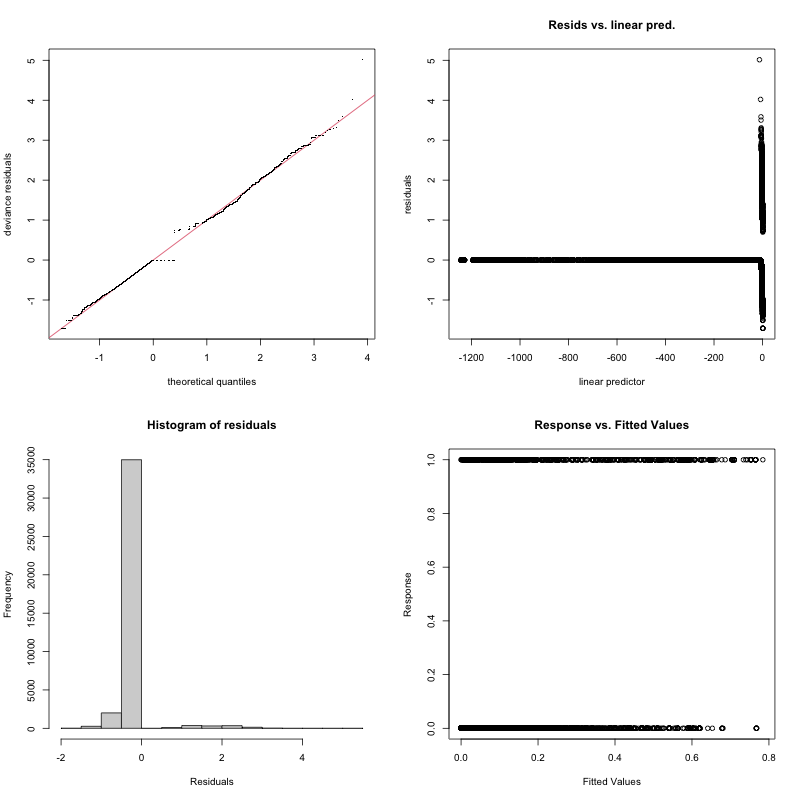 5
4
3
2
1
0
-1
deviance residuals
-1 0 1 2 3 4
theoretical quantiles
Resids vs. linear pred.
5
4
3
2
1
0
-1
residuals
-1200 -1000 -800 -600 -400 -200 0
linear predictor
Histogram of residuals
35000
30000
25000
20000
15000
10000
5000
0
Frequency
-2 0 2 4
Residuals
Response vs. Fitted Values
1.0
0.8
0.6
0.4
0.2
0.0
Response
0.0 0.2 0.4 0.6 0.8
Fitted Values